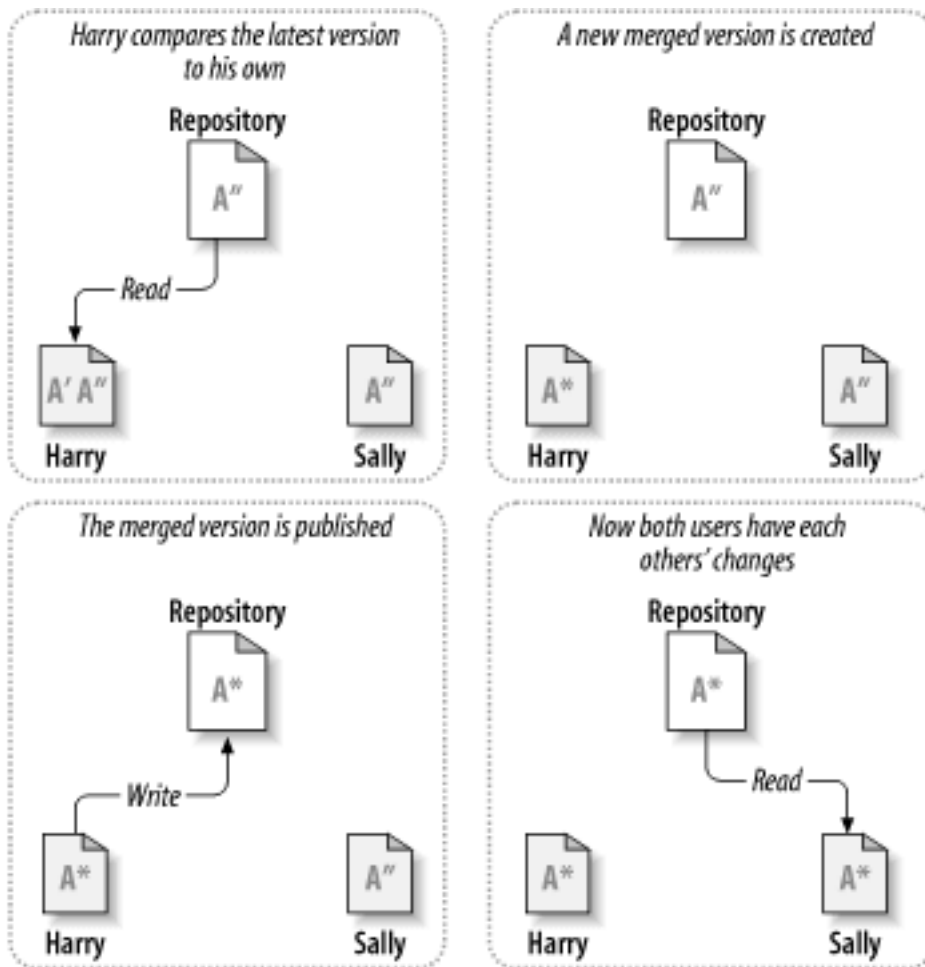 Harry compares the latest version
to his own
Repository
A″
Read
A′ A″
A″
Harry
Sally
A new merged version is created
Repository
A″
A*
A″
Harry
Sally
The merged version is published
Repository
A*
Write
A*
A″
Harry
Sally
Now both users have each
others’ changes
Repository
A*
Read
A*
A*
Harry
Sally